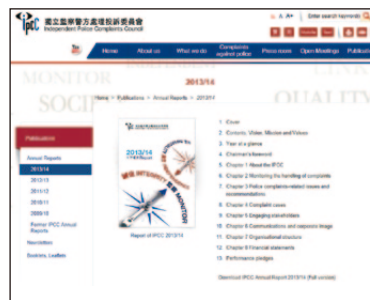 獨立監察警方處理投訴委員會
Independent Police Complaints Council
A A A+ Enter search keywords
Home About us What we do Complaints against police Press room Open Meetings Publicatio
MONITOR
SOCI
QUALITY
2013/14
Home > Publications > Annual Reports > 2013/14
Publications
Annual Reports
2013/14
2012/13
2011/12
2010/11
2009/10
Former IPCC Annual Reports
Newsletters
Booklets, Leaflets
2013/14
INTEGRITY
MONITOR
Report of IPCC 2013/14
1 Cover
2 Contents, Vision, Mission and Values
3 Year at a glance
4 Chairman's foreword
5 Chapter 1 About the IPCC
6 Chapter 2 Monitoring the handling of complaints
7 Chapter 3 Police complaints-related issues and recommendations
8 Chapter 4 Complaint cases
9 Chapter 5 Engaging stakeholders
10 Chapter 6 Communications and corporate image
11 Chapter 7 Organisational structure
12 Chapter 8 Financial statements
13 Performance pledges
Download IPCC Annual Report 2013/14 (Full version)